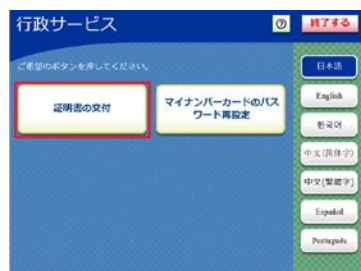 行政サービス
?
終了する
ご希望のボタンを押してください。
証明書の交付
マイナンバーカードのパス
ワード再設定
日本語
English
한국어
中文(简体字)
中文(繁體字)
Español
Português